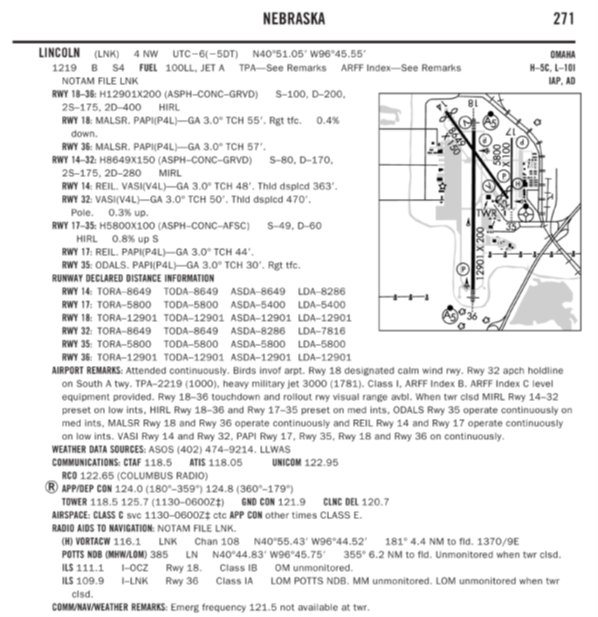 NEBRASKA 271
LINCOLN (LNK) 4 NW UTC–6(–5DT) N40°51.05′ W96°45.55′ OMAHA
1219 B S4 FUEL 100LL, JET A TPA—See Remarks ARFF Index—See Remarks H–5C, L–10I
NOTAM FILE LNK IAP, AD
RWY 18–36: H12901X200 (ASPH–CONC–GRVD) S–100, D–200,
2S–175, 2D–400 HIRL
RWY 18: MALSR. PAPI(P4L)—GA 3.0° TCH 55′. Rgt tfc. 0.4%
down.
RWY 36: MALSR. PAPI(P4L)—GA 3.0° TCH 57′.
RWY 14–32: H8649X150 (ASPH–CONC–GRVD) S–80, D–170,
2S–175, 2D–280 MIRL
RWY 14: REIL. VASI(V4L)—GA 3.0° TCH 48′. Thld dsplcd 363′.
RWY 32: VASI(V4L)—GA 3.0° TCH 50′. Thld dsplcd 470′.
Pole. 0.3% up.
RWY 17–35: H5800X100 (ASPH–CONC–AFSC) S–49, D–60
HIRL 0.8% up S
RWY 17: REIL. PAPI(P4L)—GA 3.0° TCH 44′.
RWY 35: ODALS. PAPI(P4L)—GA 3.0° TCH 30′. Rgt tfc.
RUNWAY DECLARED DISTANCE INFORMATION
RWY 14: TORA–8649 TODA–8649 ASDA–8649 LDA–8286
RWY 17: TORA–5800 TODA–5800 ASDA–5400 LDA–5400
RWY 18: TORA–12901 TODA–12901 ASDA–12901 LDA–12901
RWY 32: TORA–8649 TODA–8649 ASDA–8286 LDA–7816
RWY 35: TORA–5800 TODA–5800 ASDA–5800 LDA–5800
RWY 36: TORA–12901 TODA–12901 ASDA–12901 LDA–12901
14
18
A5
8649 X 150
17
5800 X 100
TWR
35
12901 X 200
A5
36
AIRPORT REMARKS: Attended continuously. Birds invof arpt. Rwy 18 designated calm wind rwy. Rwy 32 apch holdline
on South A twy. TPA–2219 (1000), heavy military jet 3000 (1781). Class I, ARFF Index B. ARFF Index C level
equipment provided. Rwy 18–36 touchdown and rollout rwy visual range avbl. When twr clsd MIRL Rwy 14–32
preset on low ints, HIRL Rwy 18–36 and Rwy 17–35 preset on med ints, ODALS Rwy 35 operate continuously on
med ints, MALSR Rwy 18 and Rwy 36 operate continuously and REIL Rwy 14 and Rwy 17 operate continuously
on low ints. VASI Rwy 14 and Rwy 32, PAPI Rwy 17, Rwy 35, Rwy 18 and Rwy 36 on continuously.
WEATHER DATA SOURCES: ASOS (402) 474–9214. LLWAS
COMMUNICATIONS: CTAF 118.5 ATIS 118.05 UNICOM 122.95
RCO 122.65 (COLUMBUS RADIO)
Ⓡ APP/DEP CON 124.0 (180°–359°) 124.8 (360°–179°)
TOWER 118.5 125.7 (1130–0600Z‡) GND CON 121.9 CLNC DEL 120.7
AIRSPACE: CLASS C svc 1130–0600Z‡ ctc APP CON other times CLASS E.
RADIO AIDS TO NAVIGATION: NOTAM FILE LNK.
(H) VORTACW 116.1 LNK Chan 108 N40°55.43′ W96°44.52′ 181° 4.4 NM to fld. 1370/9E
POTTS NDB (MHW/LOM) 385 LN N40°44.83′ W96°45.75′ 355° 6.2 NM to fld. Unmonitored when twr clsd.
ILS 111.1 I–OCZ Rwy 18. Class IB OM unmonitored.
ILS 109.9 I–LNK Rwy 36 Class IA LOM POTTS NDB. MM unmonitored. LOM unmonitored when twr
clsd.
COMM/NAV/WEATHER REMARKS: Emerg frequency 121.5 not available at twr.